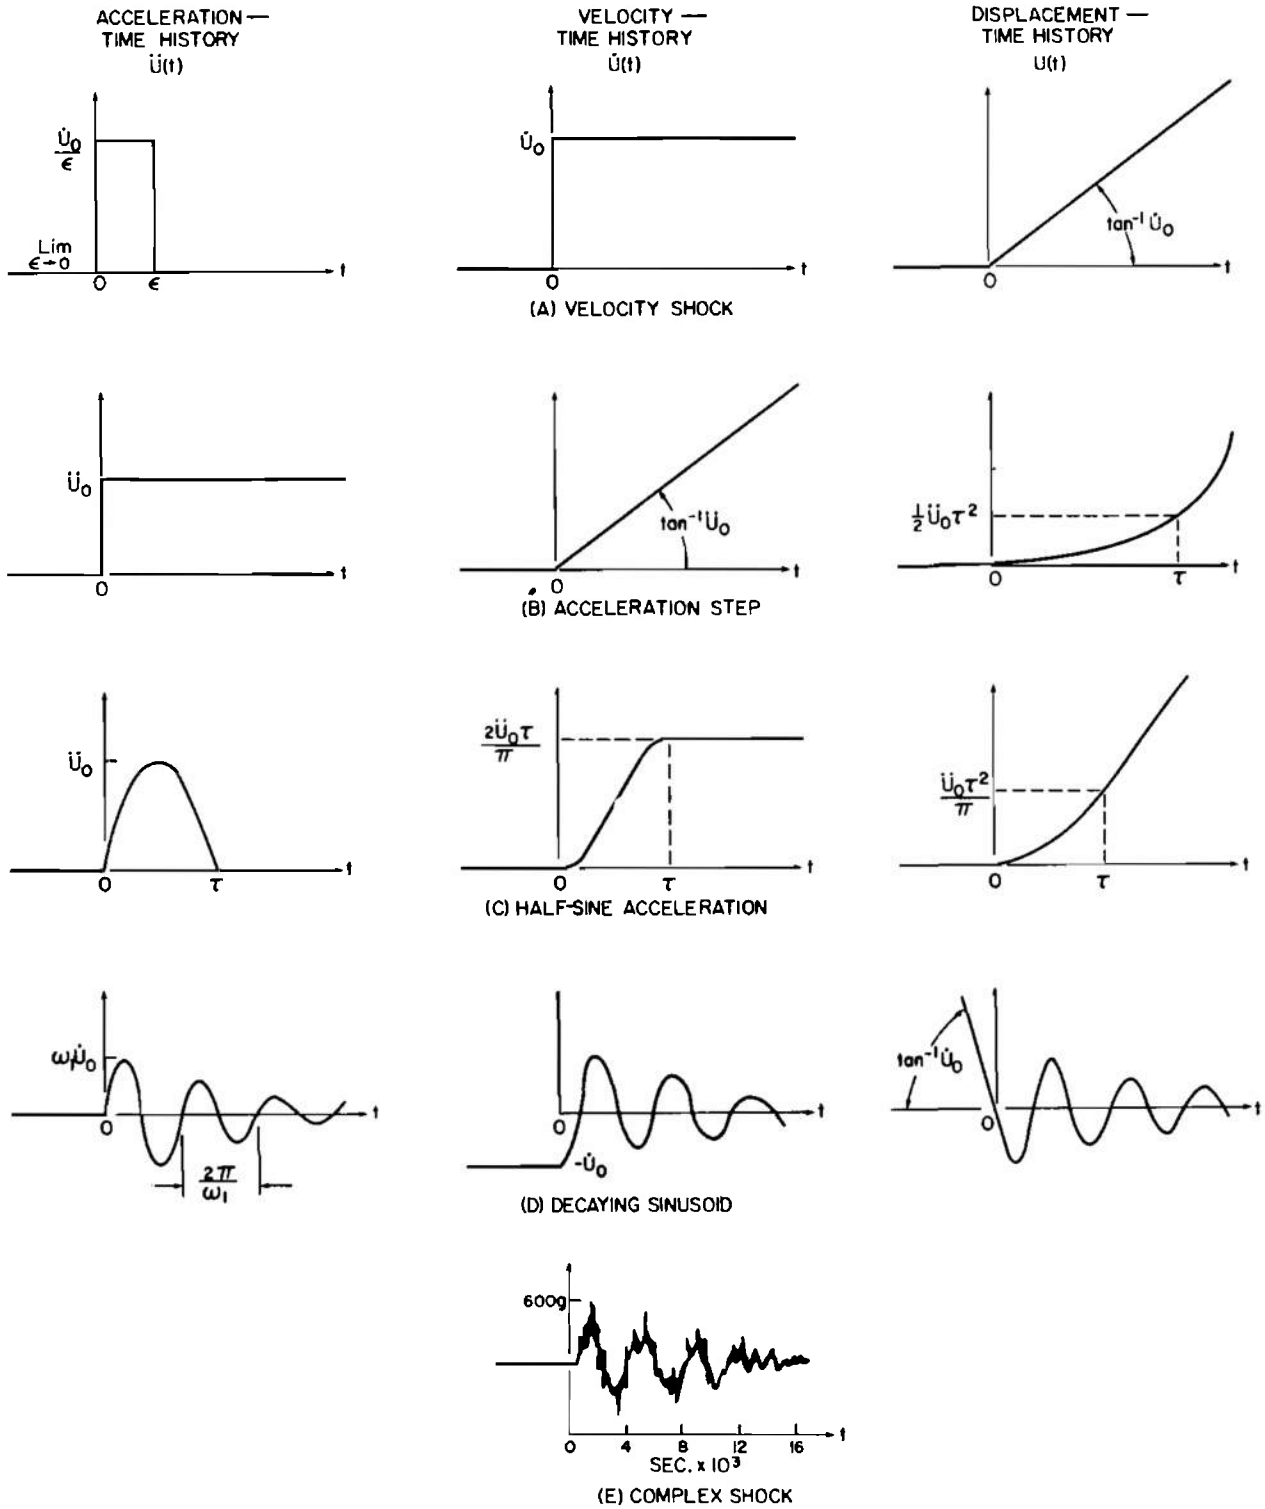 ACCELERATION —
TIME HISTORY
Ü(t)
VELOCITY —
TIME HISTORY
U̇(t)
DISPLACEMENT —
TIME HISTORY
U(t)
U̇₀/ϵ
Lim
ϵ→0
0
ϵ
t
U̇₀
0
t
tan⁻¹ U̇₀
0
t
(A) VELOCITY SHOCK
Ü₀
0
t
tan⁻¹ Ü₀
0
t
½ Ü₀τ²
0
τ
t
(B) ACCELERATION STEP
Ü₀
0
τ
t
2Ü₀τ/π
0
τ
t
Ü₀τ²/π
0
τ
t
(C) HALF-SINE ACCELERATION
ω₁U̇₀
0
t
2π/ω₁
0
t
-U̇₀
tan⁻¹ U̇₀
0
t
(D) DECAYING SINUSOID
600g
0 4 8 12 16 t
SEC. x 10³
(E) COMPLEX SHOCK